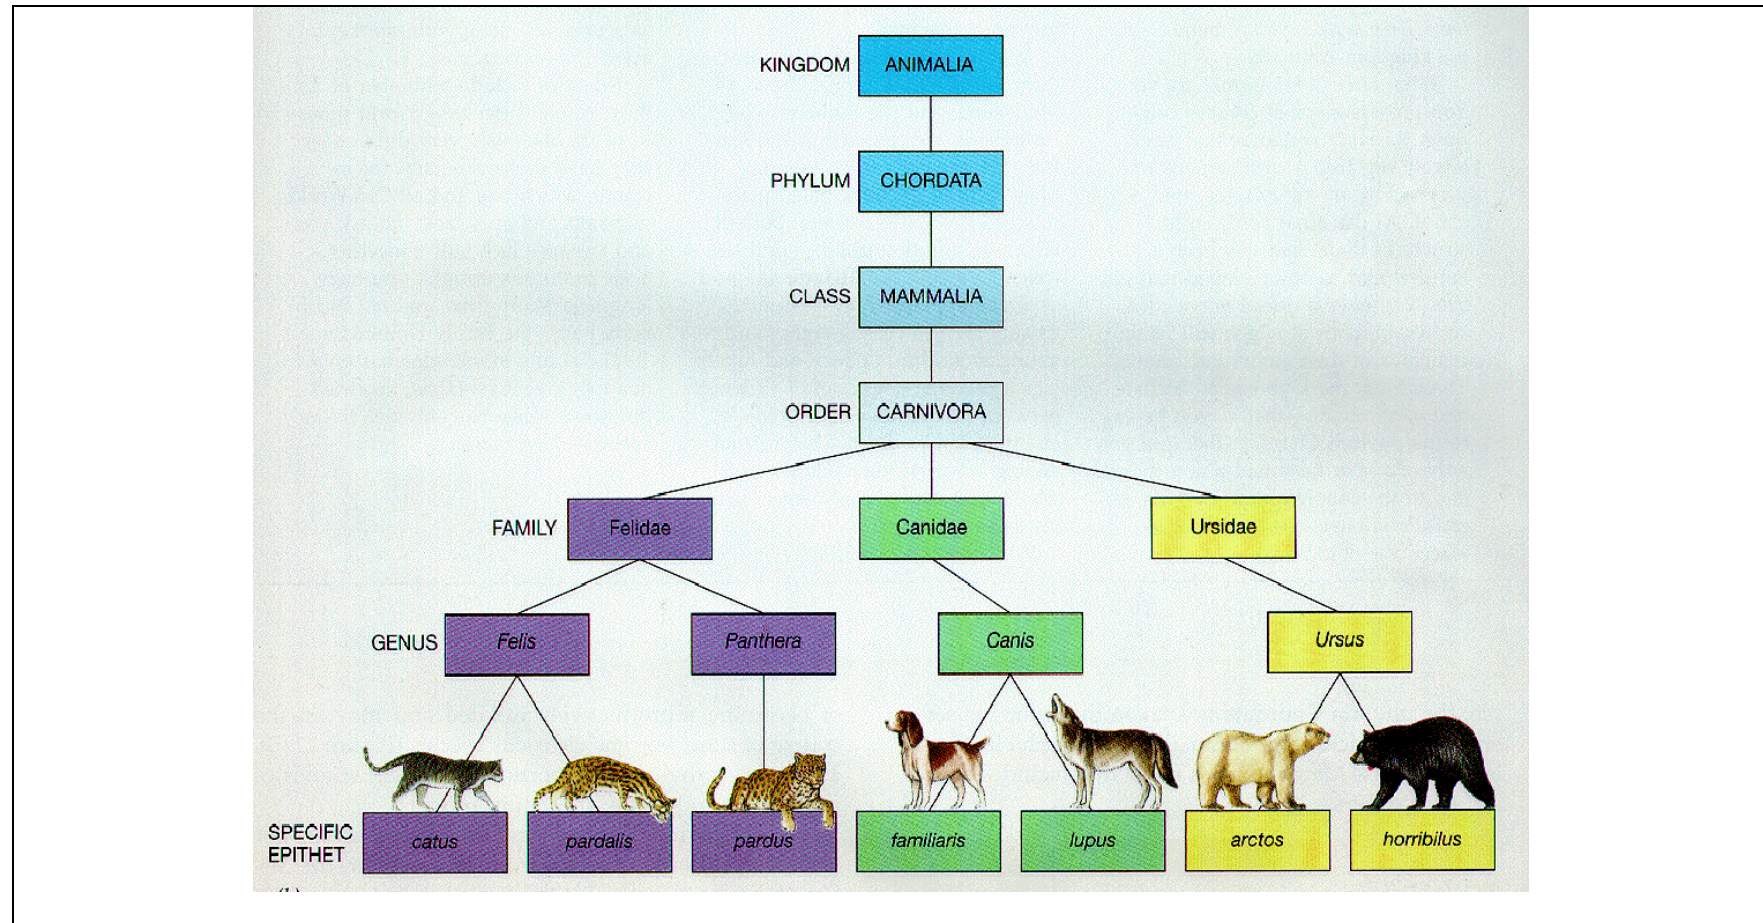 KINGDOM ANIMALIA
PHYLUM CHORDATA
CLASS MAMMALIA
ORDER CARNIVORA
FAMILY Felidae Canidae Ursidae
GENUS Felis Panthera Canis Ursus
SPECIFIC
EPITHET catus pardalis pardus familiaris lupus arctos horribilus